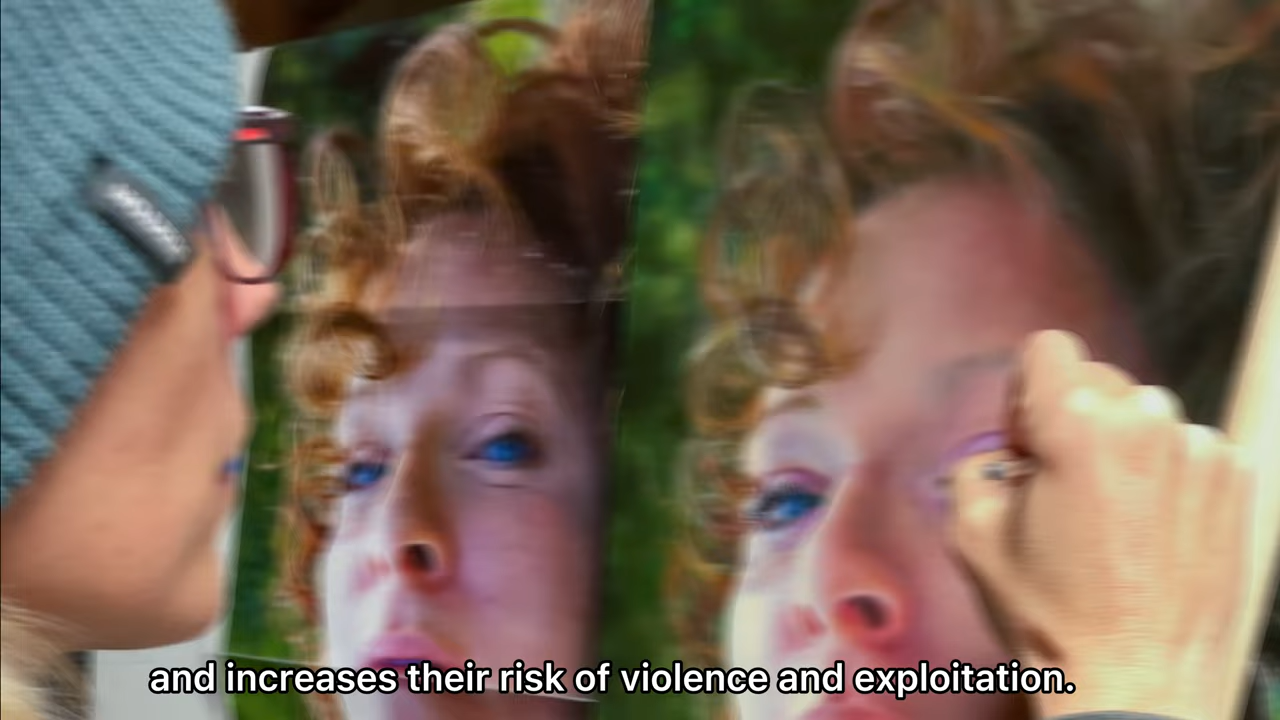 and increases their risk of violence and exploitation.